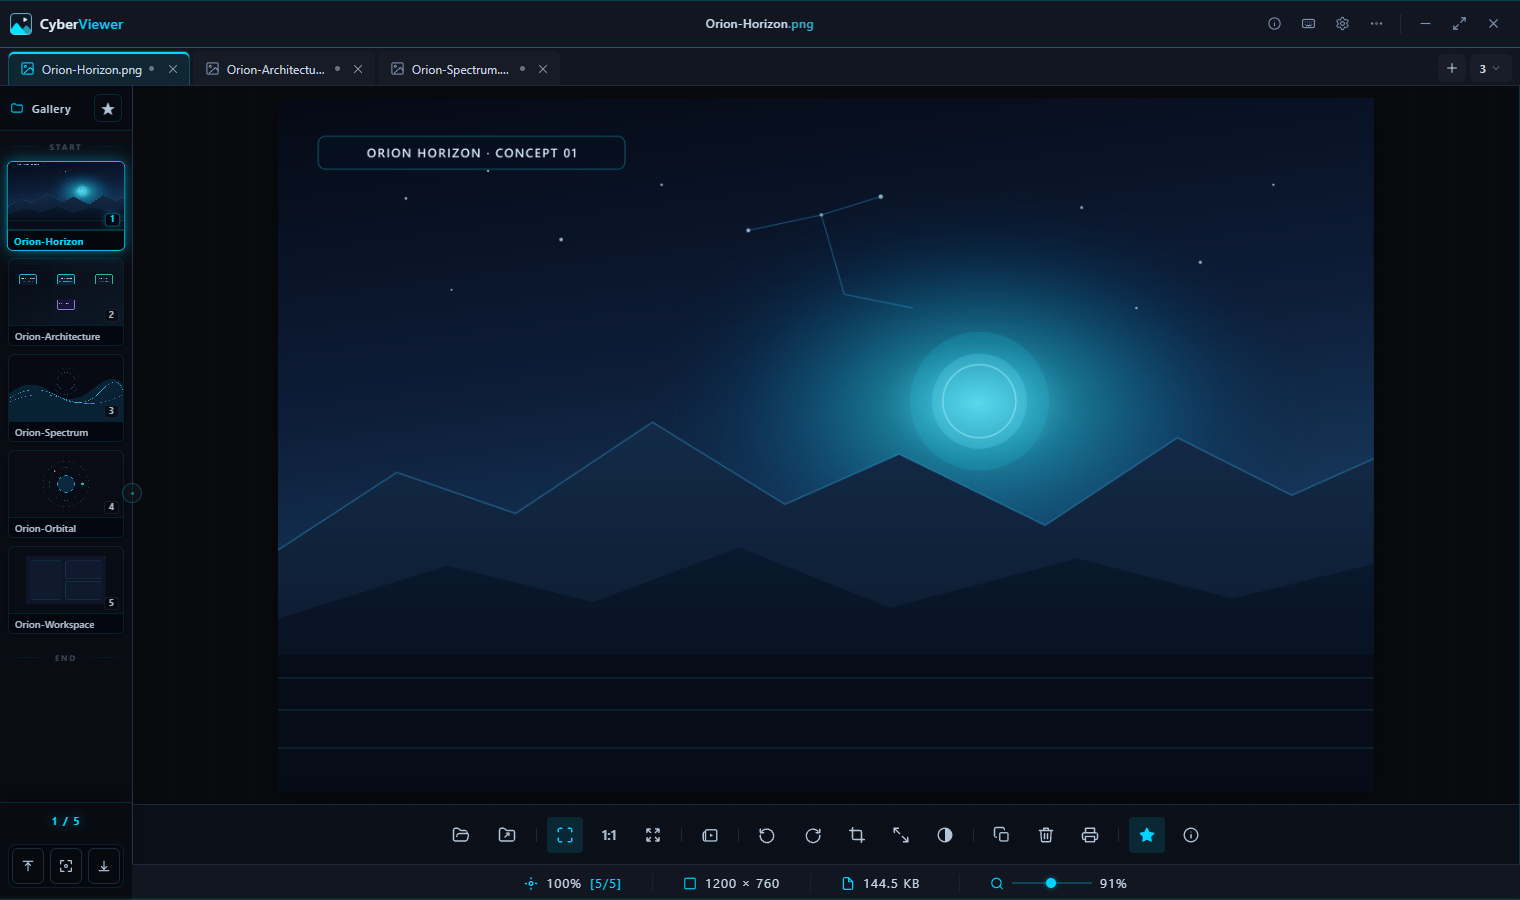 CyberViewer
Orion-Horizon.png
Orion-Horizon.png
Orion-Architectu...
Orion-Spectrum....
3
Gallery
START
1
Orion-Horizon
2
Orion-Architecture
3
Orion-Spectrum
4
Orion-Orbital
5
Orion-Workspace
END
1 / 5
ORION HORIZON · CONCEPT 01
1:1
100% [5/5]
1200 × 760
144.5 KB
91%